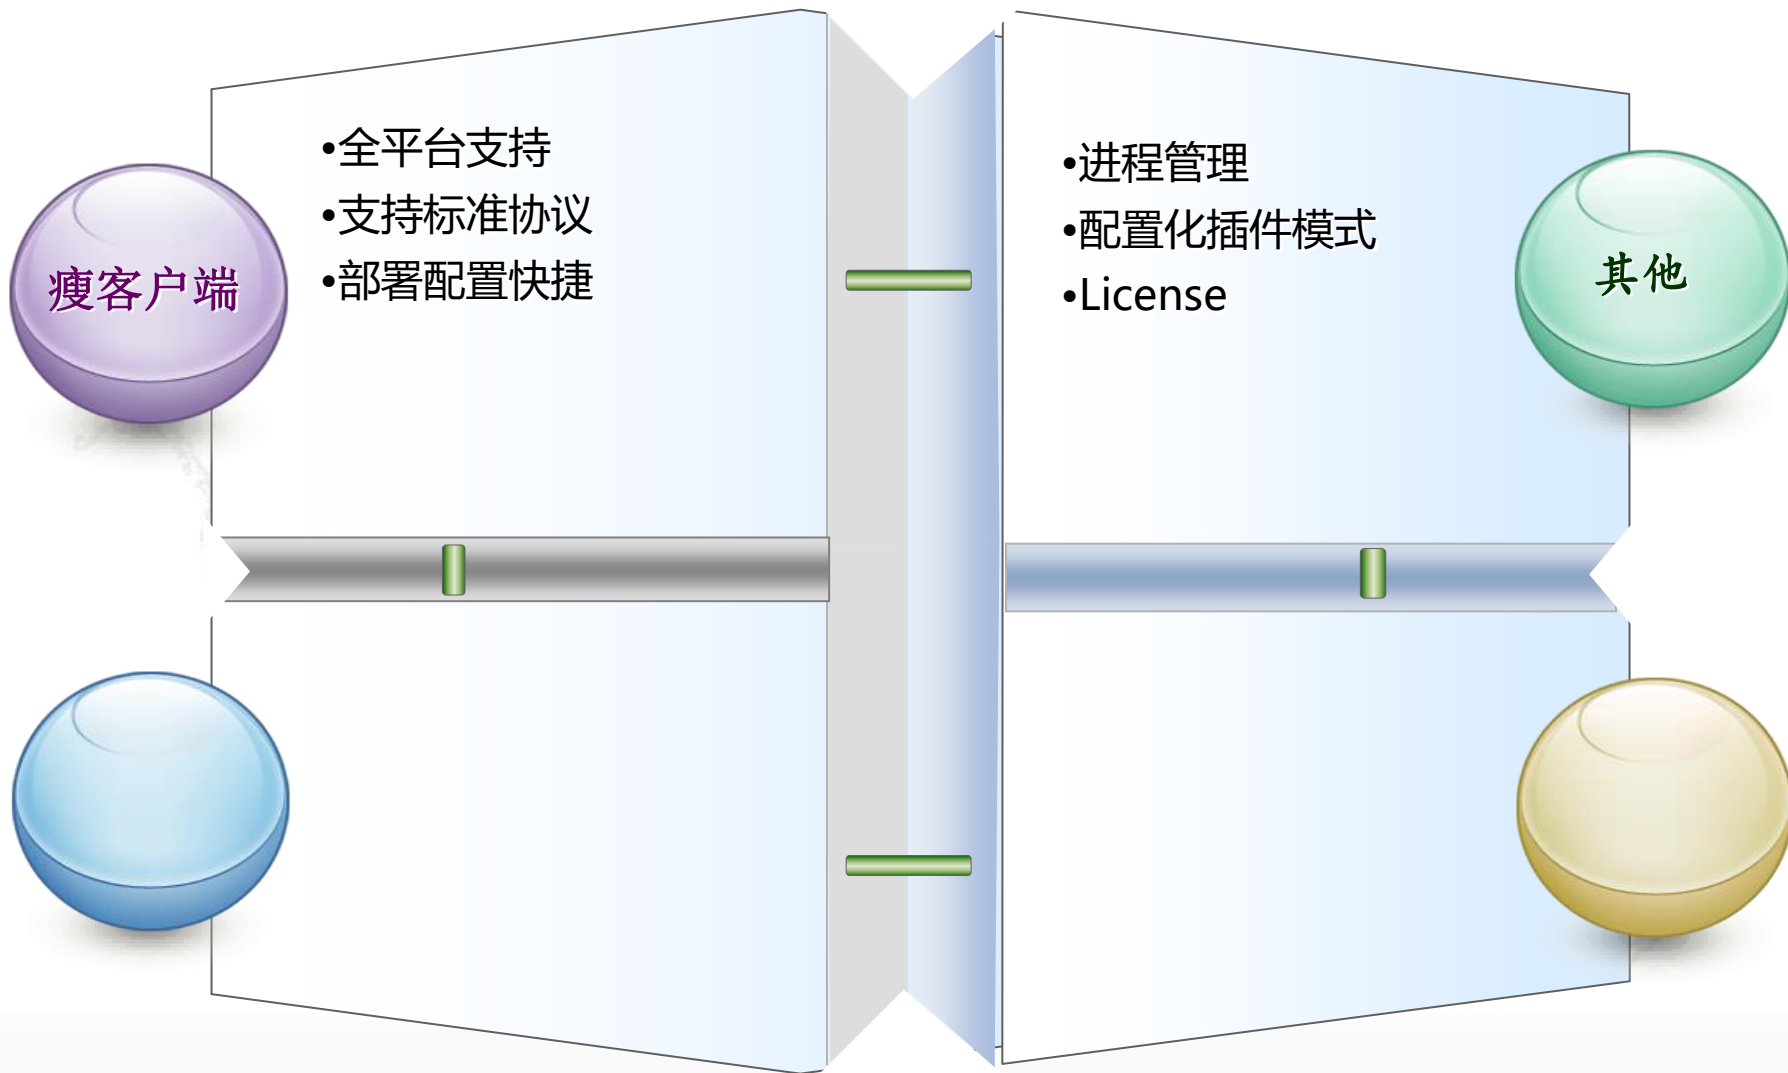 瘦客户端
•全平台支持
•支持标准协议
•部署配置快捷
•进程管理
•配置化插件模式
•License
其他